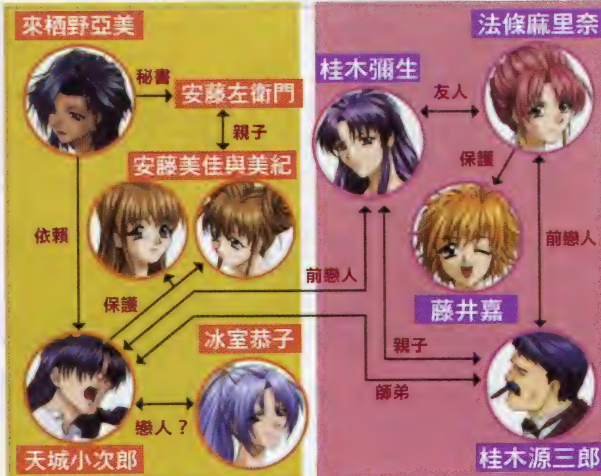 來栖野亞美
秘書
安藤左衛門
親子
安藤美佳與美紀
依賴
保護
前戀人
冰室恭子
戀人？
天城小次郎
法條麻里奈
桂木彌生
友人
保護
前戀人
藤井嘉
親子
師弟
桂木源三郎